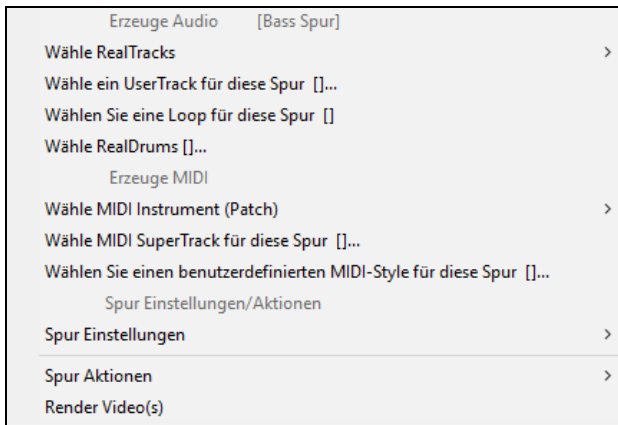 Erzeuge Audio [Bass Spur]
Wähle RealTracks
Wähle ein UserTrack für diese Spur []...
Wählen Sie eine Loop für diese Spur []
Wähle RealDrums []...
Erzeuge MIDI
Wähle MIDI Instrument (Patch)
Wähle MIDI SuperTrack für diese Spur []...
Wählen Sie einen benutzerdefinierten MIDI-Style für diese Spur []...
Spur Einstellungen/Aktionen
Spur Einstellungen
Spur Aktionen
Render Video(s)